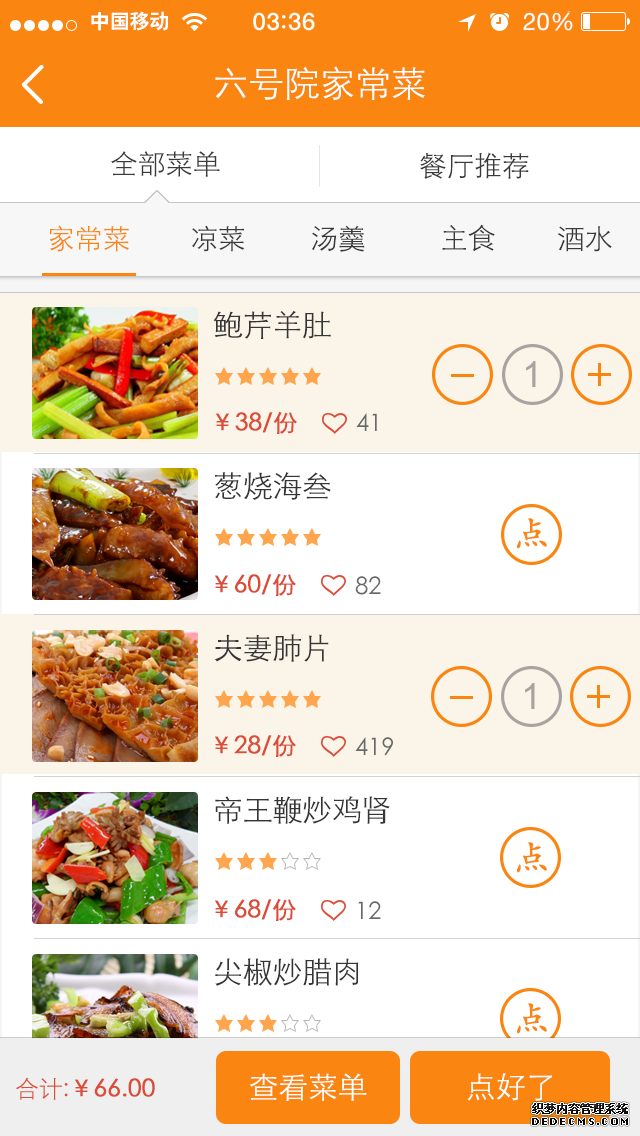 中国移动 03:36 20%
六号院家常菜
全部菜单 餐厅推荐
家常菜 凉菜 汤羹 主食 酒水
鲍芹羊肚
1
￥38/份 41
葱烧海叁
点
￥60/份 82
夫妻肺片
1
￥28/份 419
帝王鞭炒鸡肾
点
￥68/份 12
尖椒炒腊肉
点
合计:￥66.00 查看菜单 点好了
织梦内容管理系统
DEDECMS.COM